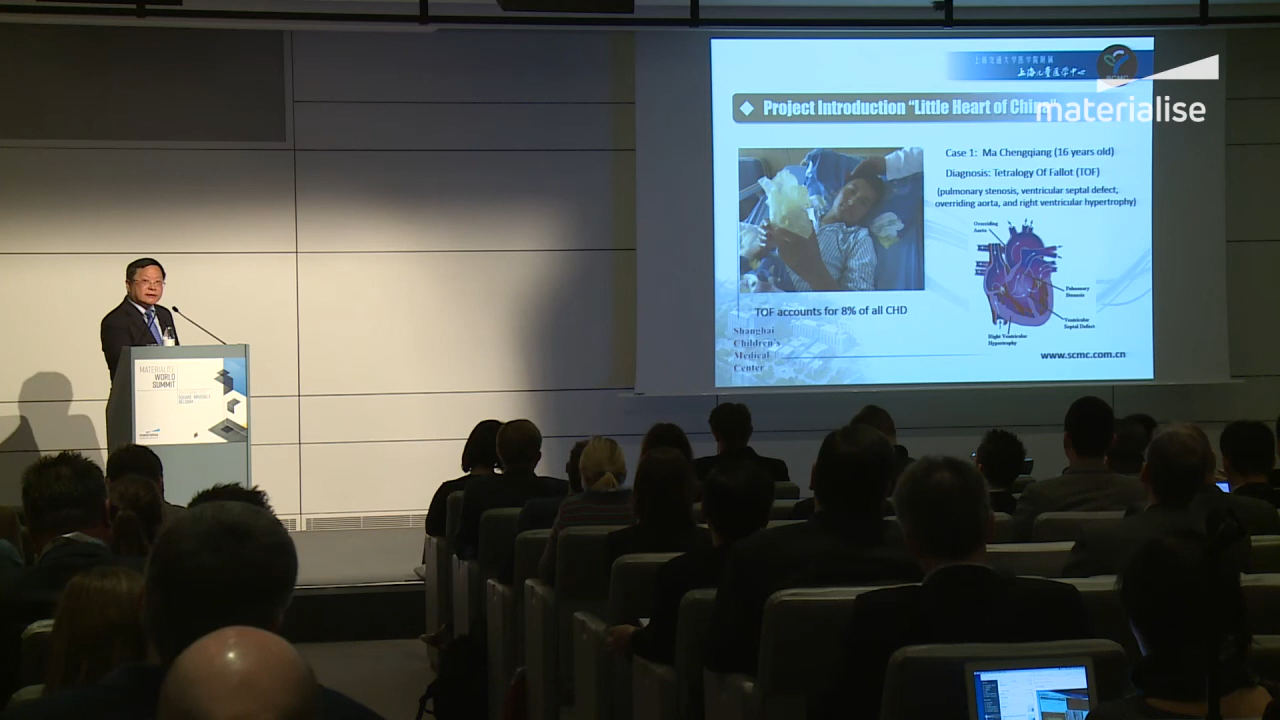 上海交通大学医学院附属
上海儿童医学中心
SCMC
materialise
Project Introduction "Little Heart of China"
Case 1: Ma Chengqiang (16 years old)
Diagnosis: Tetralogy Of Fallot (TOF)
(pulmonary stenosis, ventricular septal defect,
overriding aorta, and right ventricular hypertrophy)
Overriding
Aorta
Pulmonary
Stenosis
Ventricular
Septal Defect
Right Ventricular
Hypertrophy
TOF accounts for 8% of all CHD
Shanghai
Children's
Medical
Center
www.scmc.com.cn
MATERIALISE
WORLD
SUMMIT
SQUARE BRUSSELS
BELGIUM
materialise